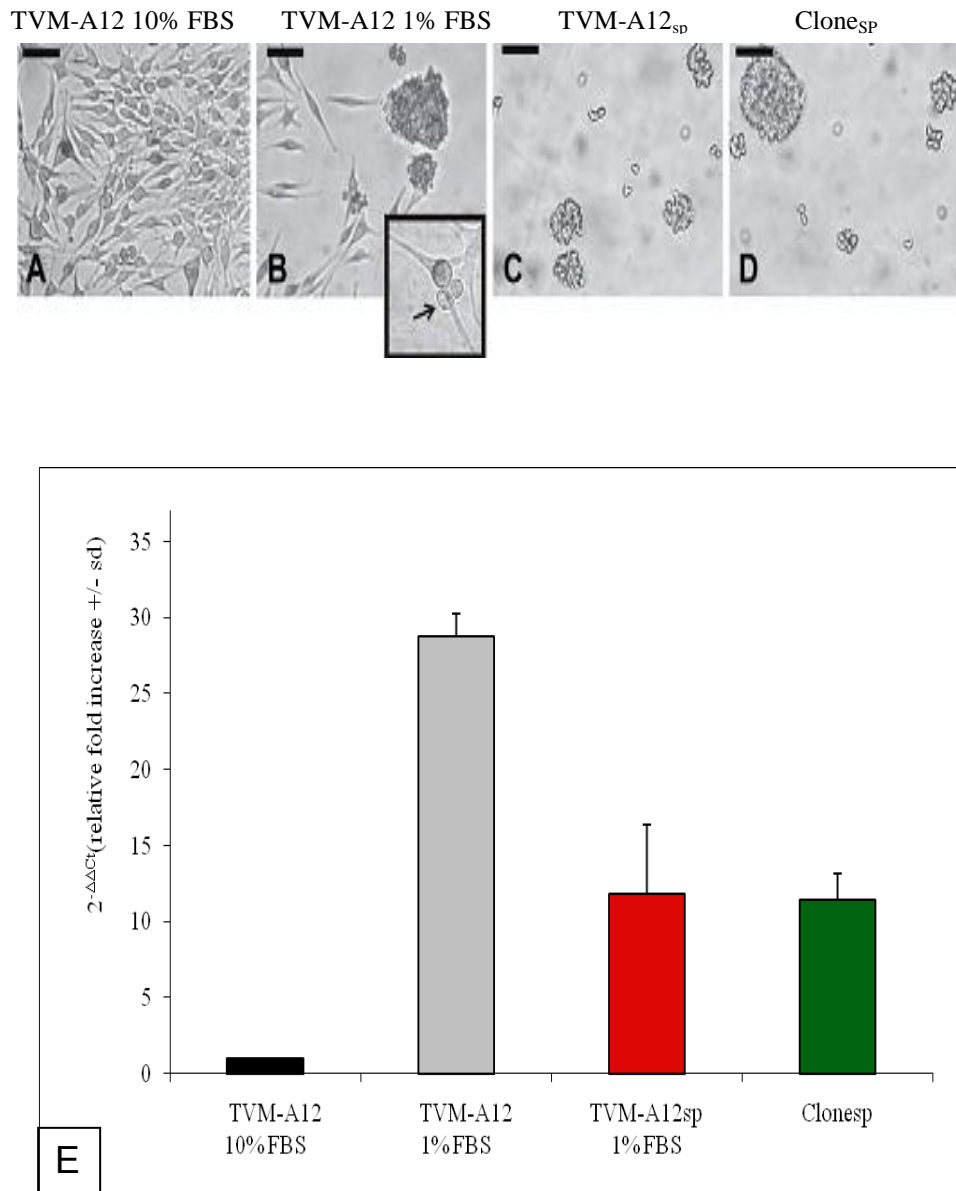 TVM-A12 10% FBS TVM-A12 1% FBS TVM-A12sp CloneSP
A B C D
2-ΔΔCt(relative fold increase +/- sd)
35
30
25
20
15
10
5
0
TVM-A12 TVM-A12 TVM-A12sp Clonesp
10%FBS 1%FBS 1%FBS
E